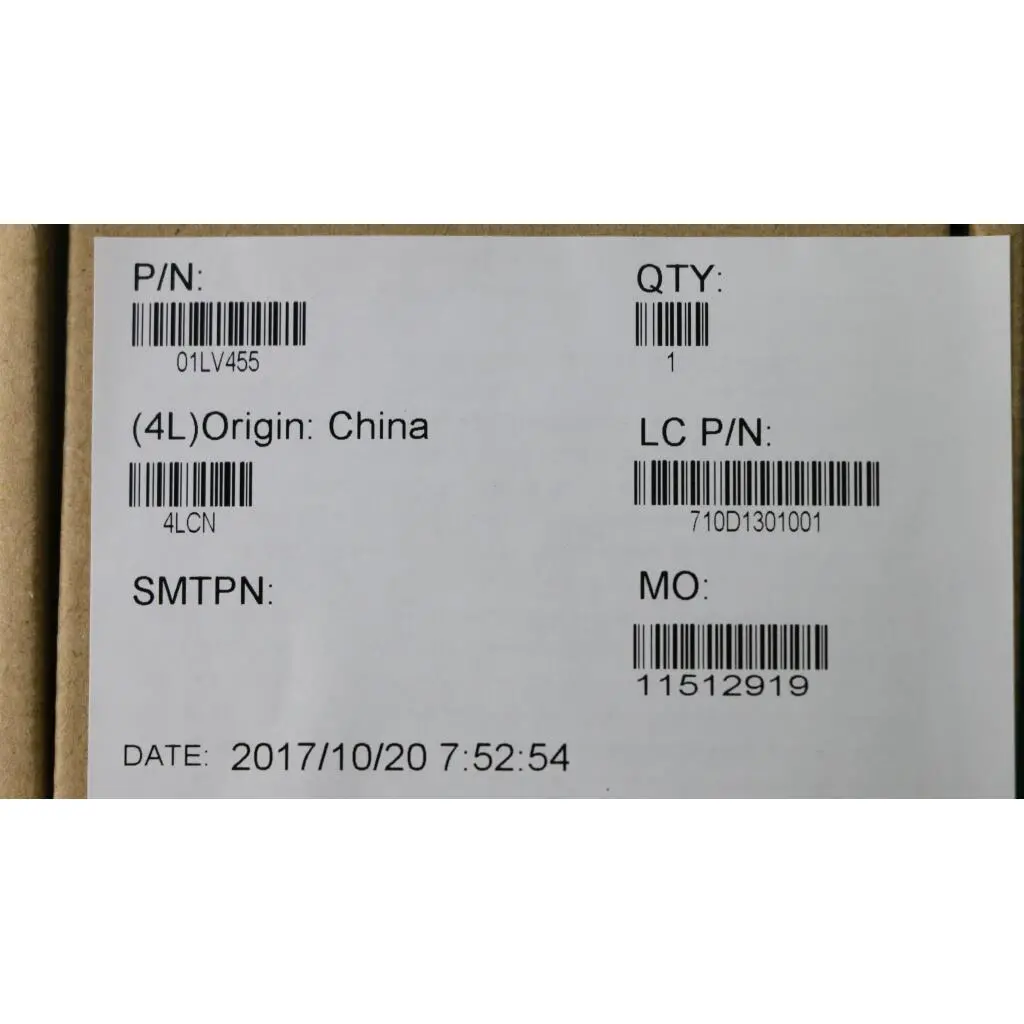 P/N:
01LV455
QTY:
1
(4L)Origin: China
4LCN
LC P/N:
710D1301001
SMTPN:
MO:
11512919
DATE: 2017/10/20 7:52:54